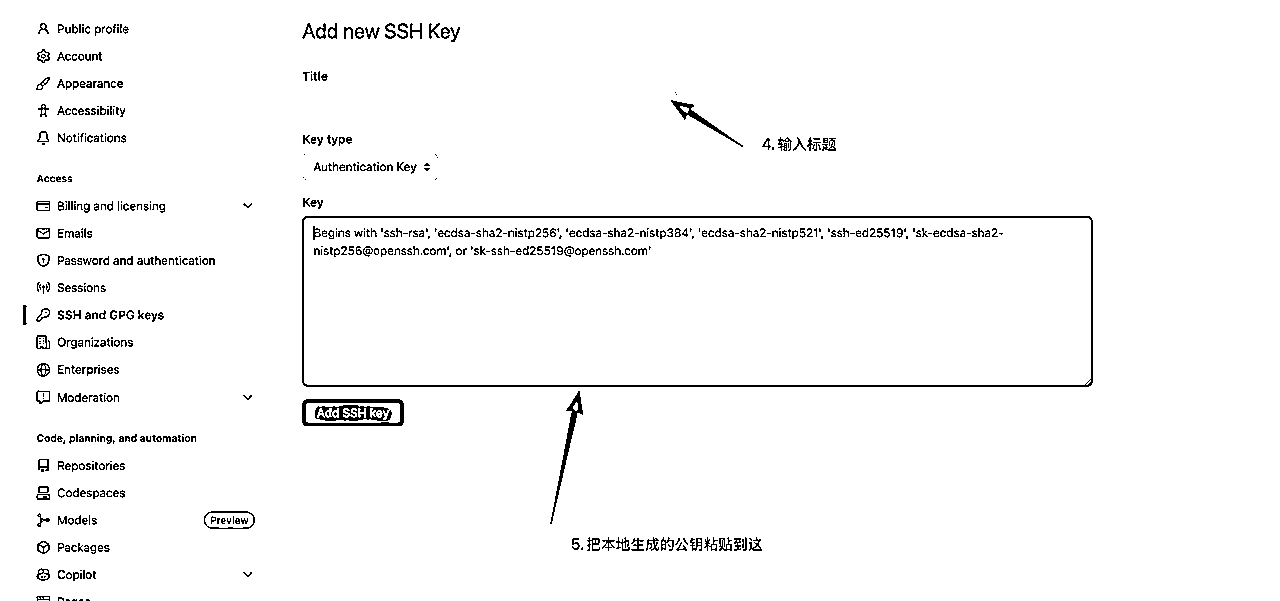 Public profile
Account
Appearance
Accessibility
Notifications
Access
Billing and licensing
Emails
Password and authentication
Sessions
SSH and GPG keys
Organizations
Enterprises
Moderation
Code, planning, and automation
Repositories
Codespaces
Models
Preview
Packages
Copilot
Pages
Add new SSH Key
Title
4. 输入标题
Key type
Authentication Key
Key
Begins with 'ssh-rsa', 'ecdsa-sha2-nistp256', 'ecdsa-sha2-nistp384', 'ecdsa-sha2-nistp521', 'ssh-ed25519', 'sk-ecdsa-sha2-
nistp256@openssh.com', or 'sk-ssh-ed25519@openssh.com'
Add SSH key
5. 把本地生成的公钥粘贴到这